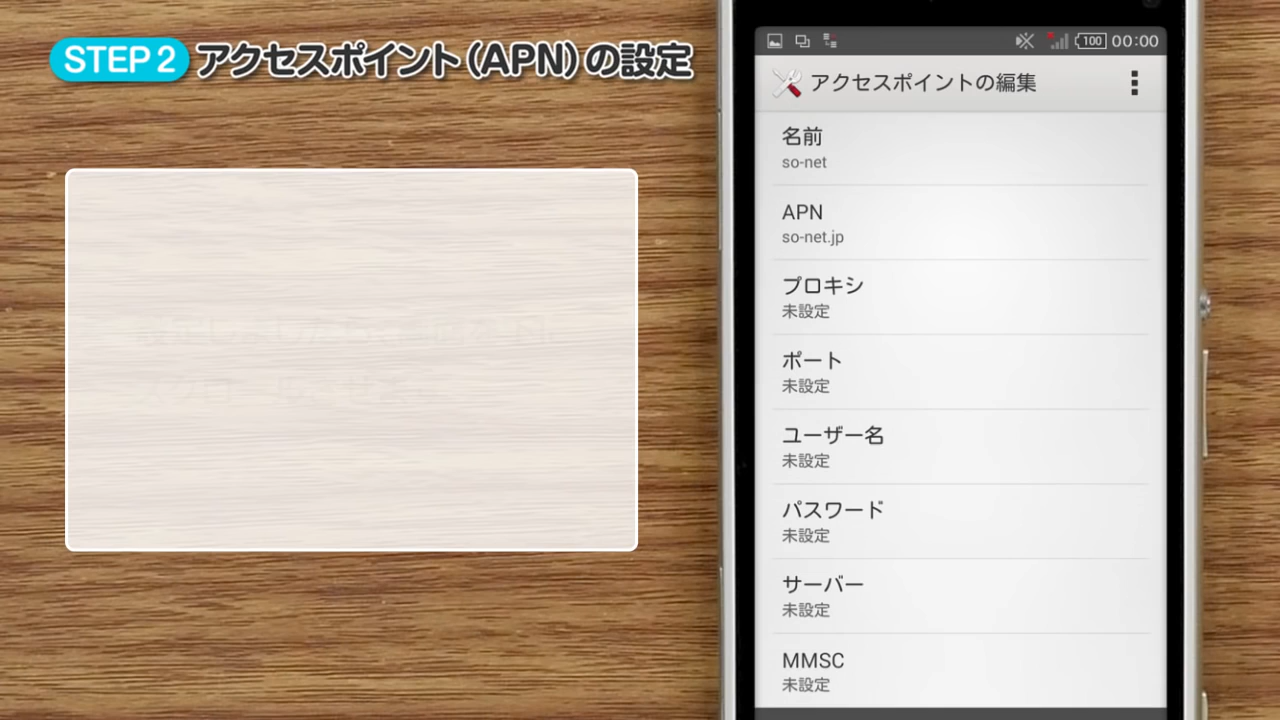 STEP 2 アクセスポイント（APN）の設定
100 00:00
アクセスポイントの編集
名前
so-net
APN
so-net.jp
プロキシ
未設定
ポート
未設定
ユーザー名
未設定
パスワード
未設定
サーバー
未設定
MMSC
未設定